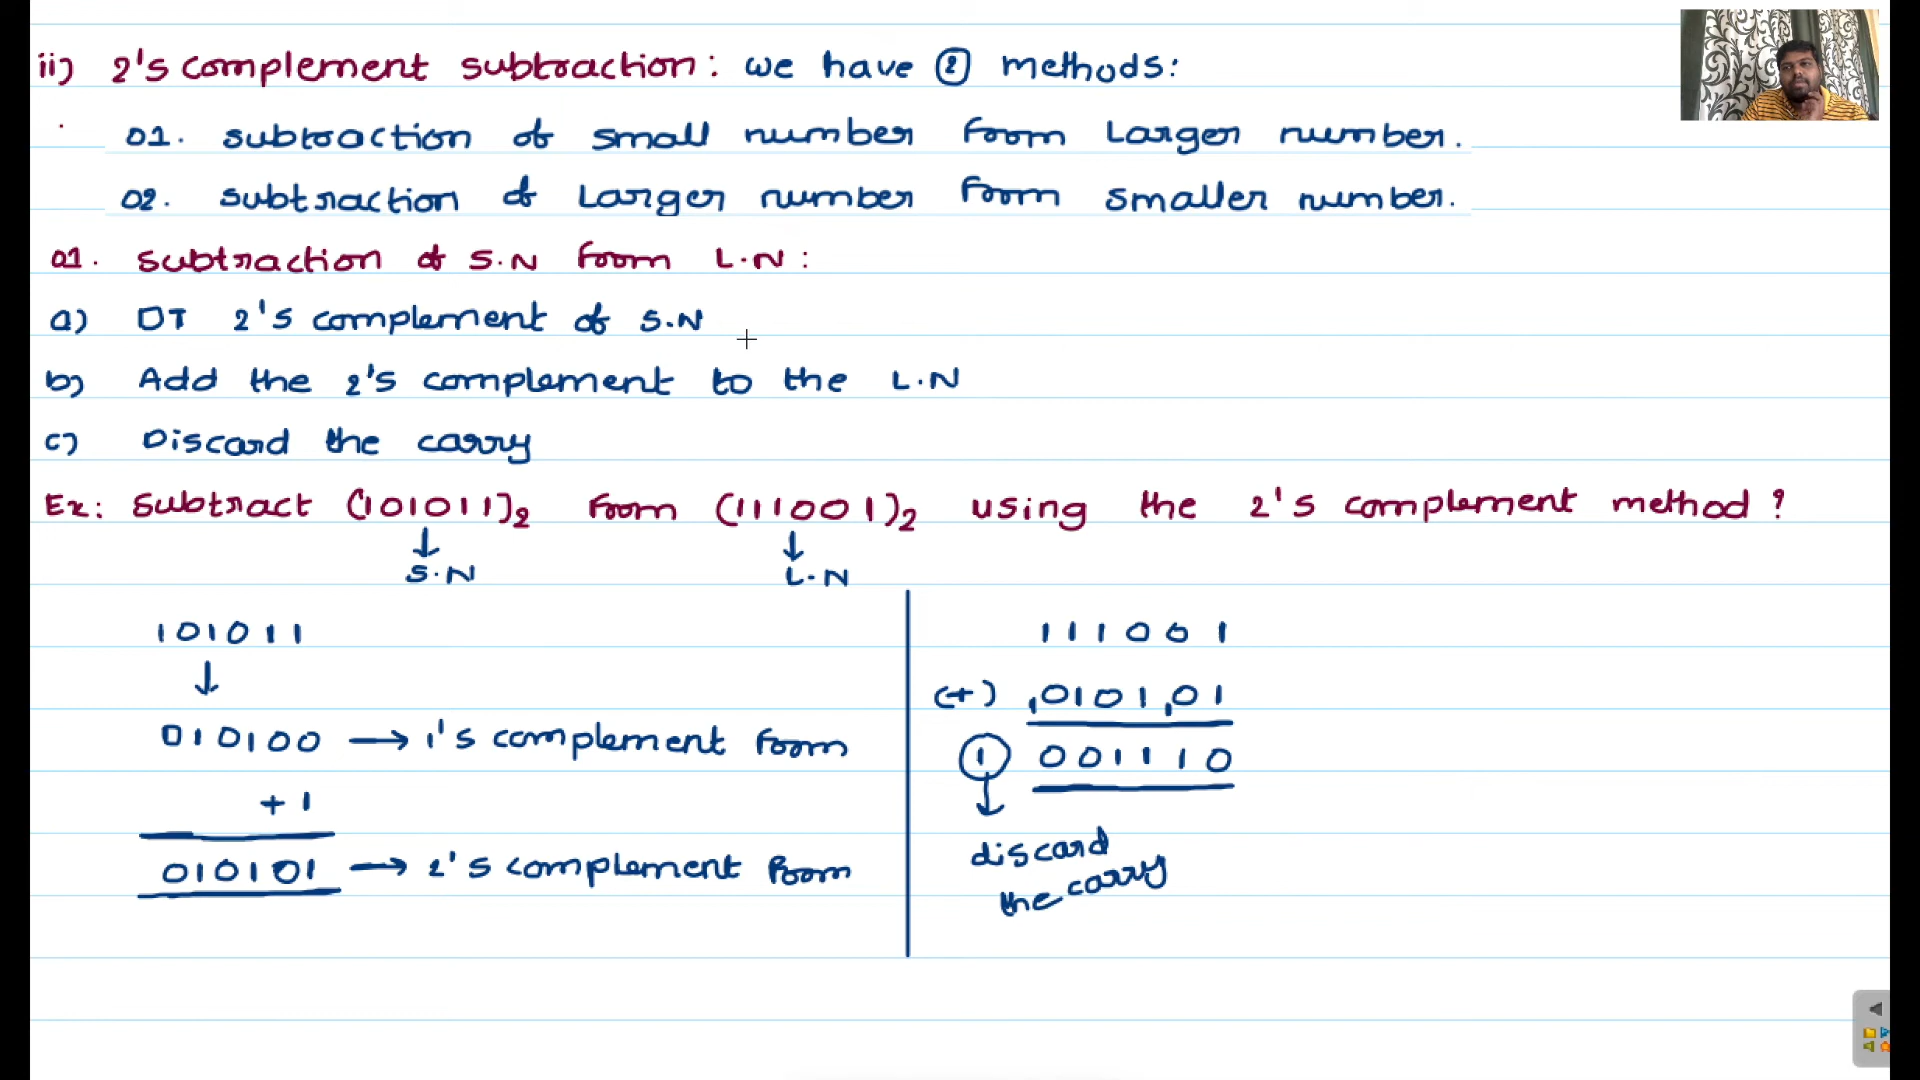 ii) 2's complement subtraction: we have 2 methods:
01. subtraction of small number from Larger number.
02. subtraction of Larger number from smaller number.
01. subtraction of S.N from L.N:
a) DT 2's complement of S.N
b) Add the 2's complement to the L.N
c) Discard the carry
Ex: Subtract (101011)2 from (111001)2 using the 2's complement method?
↓ ↓
S.N L.N
101011
↓
010100 → 1's complement form
+1
010101 → 2's complement form
111001
(+) 010101
1 001110
↓
discard
the carry